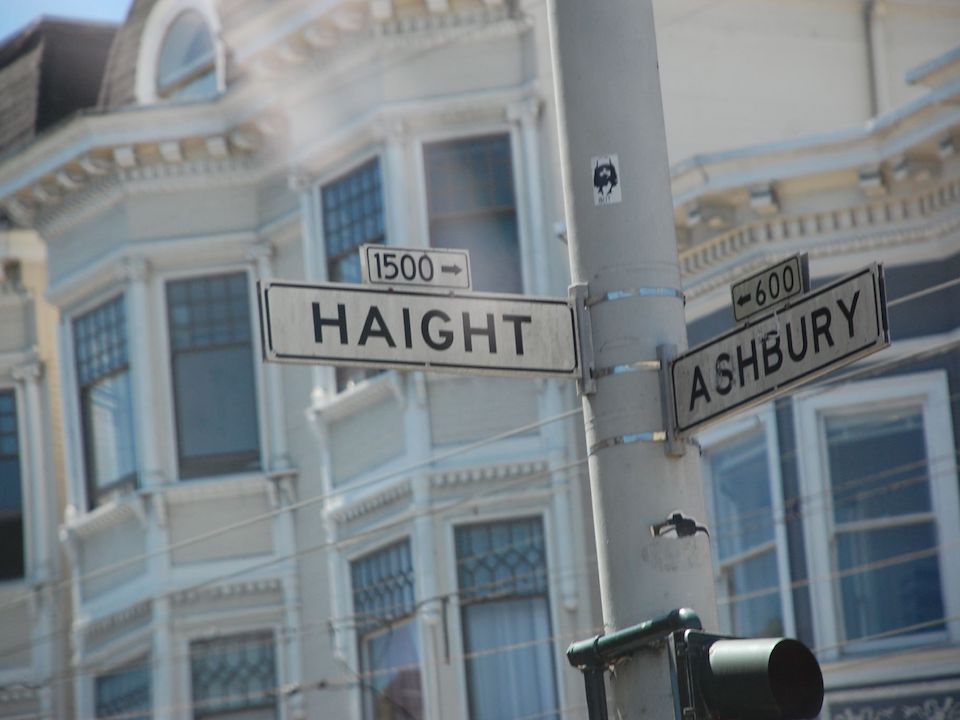 1500 →
HAIGHT
← 600
ASHBURY